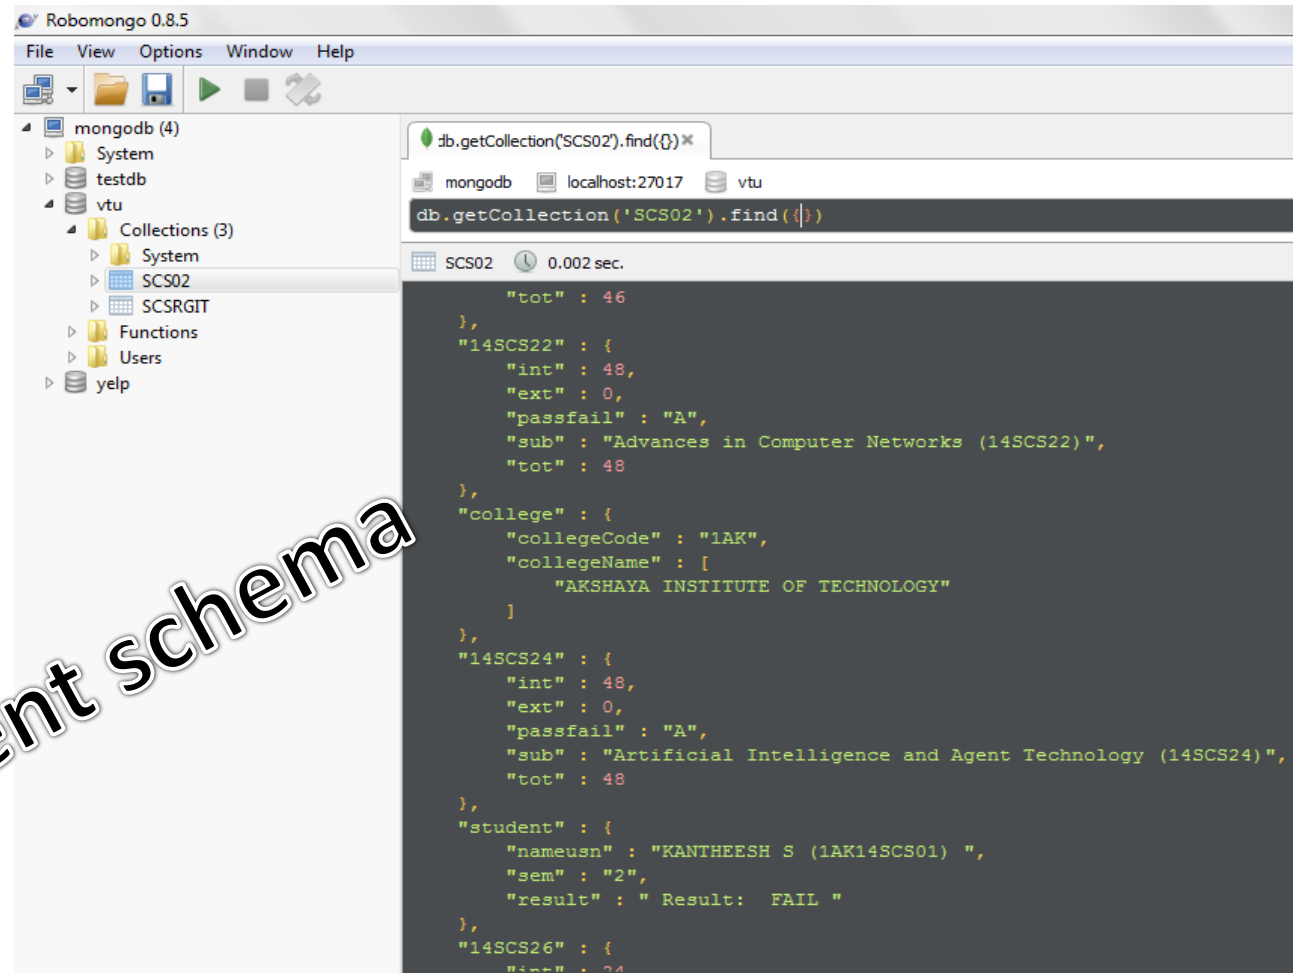 Robomongo 0.8.5
File View Options Window Help
mongodb (4)
System
testdb
vtu
Collections (3)
System
SCS02
SCSRGIT
Functions
Users
yelp
db.getCollection('SCS02').find({})
mongodb localhost:27017 vtu
db.getCollection('SCS02').find({})
SCS02 0.002 sec.
"tot" : 46
},
"14SCS22" : {
"int" : 48,
"ext" : 0,
"passfail" : "A",
"sub" : "Advances in Computer Networks (14SCS22)",
"tot" : 48
},
"college" : {
"collegeCode" : "1AK",
"collegeName" : [
"AKSHAYA INSTITUTE OF TECHNOLOGY"
]
},
"14SCS24" : {
"int" : 48,
"ext" : 0,
"passfail" : "A",
"sub" : "Artificial Intelligence and Agent Technology (14SCS24)",
"tot" : 48
},
"student" : {
"nameusn" : "KANTHEESH S (1AK14SCS01) ",
"sem" : "2",
"result" : " Result:  FAIL "
},
"14SCS26" : {
"int" : 24
ent schema